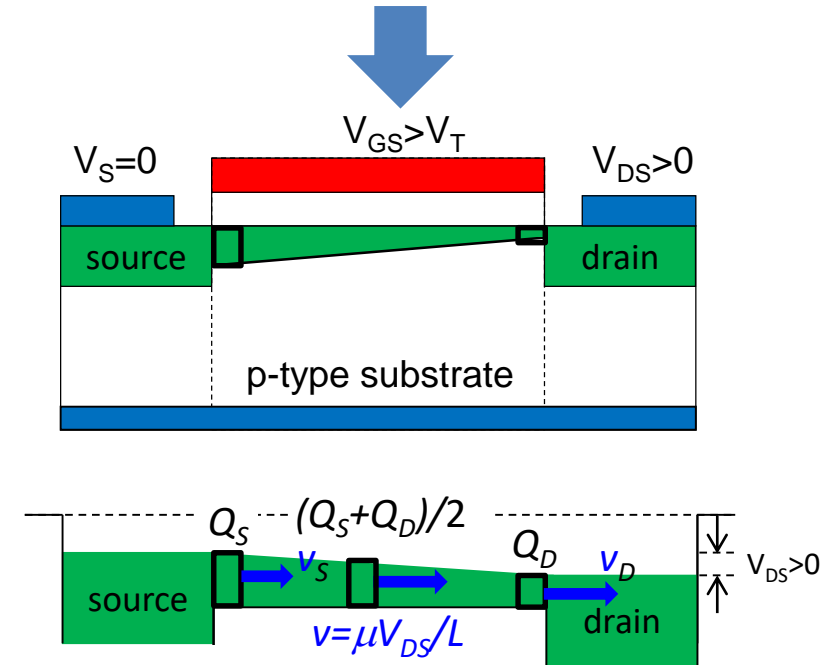 V_GS>V_T
V_S=0
V_DS>0
source
drain
p-type substrate
Q_S
(Q_S+Q_D)/2
Q_D
v_S
v_D
V_DS>0
source
v=μV_DS/L
drain